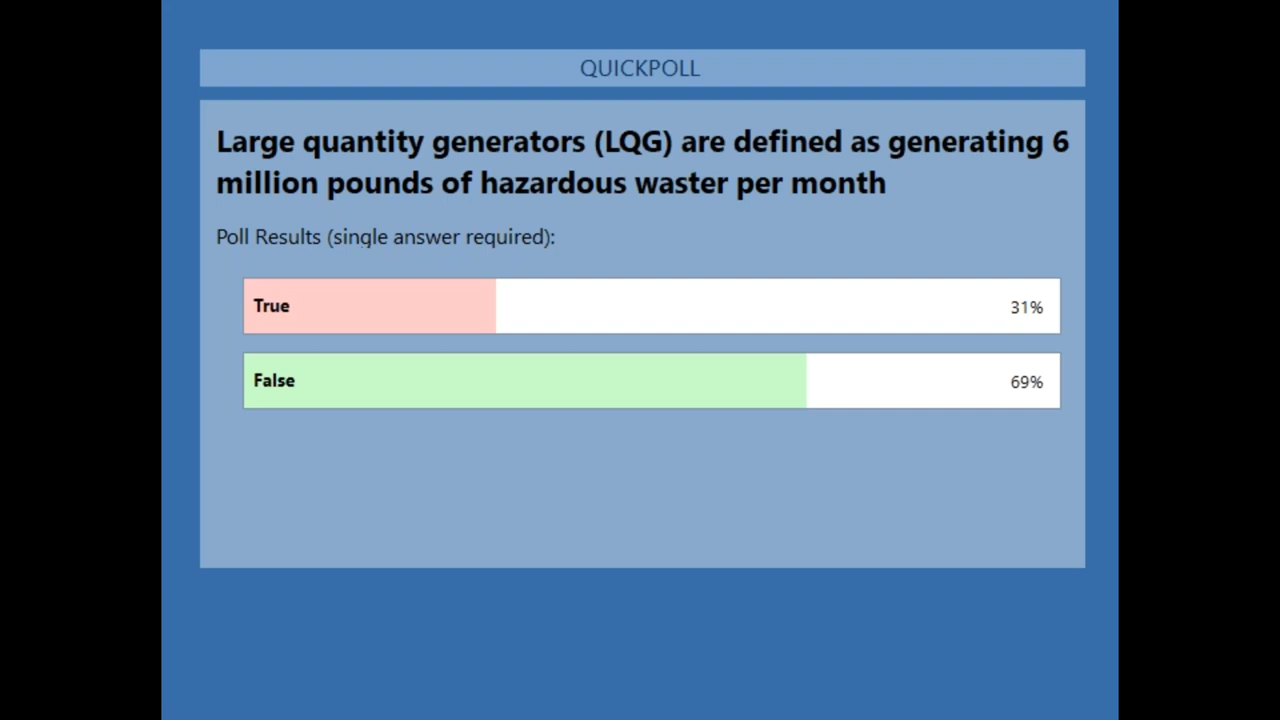 QUICKPOLL
Large quantity generators (LQG) are defined as generating 6
million pounds of hazardous waster per month
Poll Results (single answer required):
True 31%
False 69%